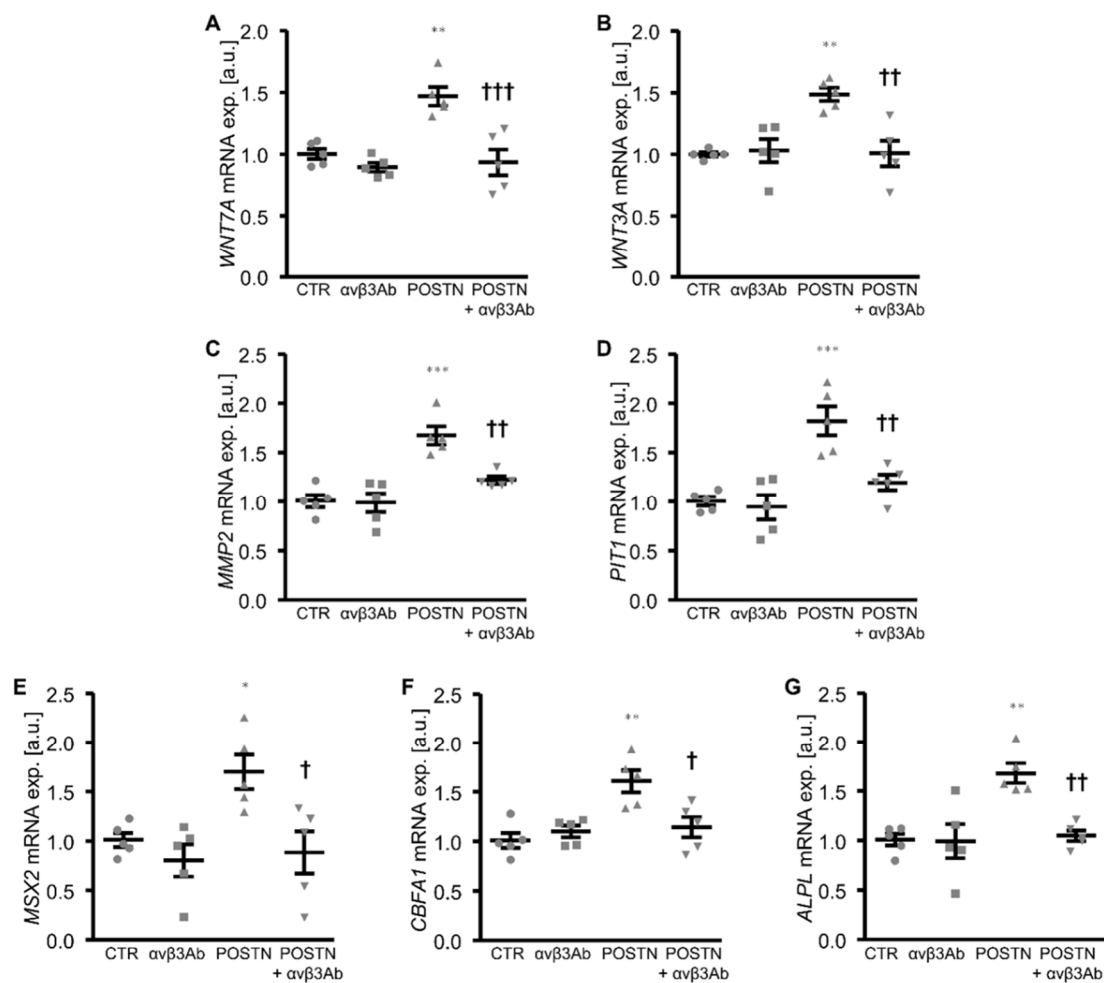 A
WNT7A mRNA exp. [a.u.]
2.0
1.5
1.0
0.5
0.0
**
†††
CTR αvβ3Ab POSTN POSTN
+ αvβ3Ab
B
WNT3A mRNA exp. [a.u.]
2.0
1.5
1.0
0.5
0.0
**
††
CTR αvβ3Ab POSTN POSTN
+ αvβ3Ab
C
MMP2 mRNA exp. [a.u.]
2.5
2.0
1.5
1.0
0.5
0.0
***
††
CTR αvβ3Ab POSTN POSTN
+ αvβ3Ab
D
PIT1 mRNA exp. [a.u.]
2.5
2.0
1.5
1.0
0.5
0.0
***
††
CTR αvβ3Ab POSTN POSTN
+ αvβ3Ab
E
MSX2 mRNA exp. [a.u.]
2.5
2.0
1.5
1.0
0.5
0.0
*
†
CTR αvβ3Ab POSTN POSTN
+ αvβ3Ab
F
CBFA1 mRNA exp. [a.u.]
2.5
2.0
1.5
1.0
0.5
0.0
**
†
CTR αvβ3Ab POSTN POSTN
+ αvβ3Ab
G
ALPL mRNA exp. [a.u.]
2.5
2.0
1.5
1.0
0.5
0.0
**
††
CTR αvβ3Ab POSTN POSTN
+ αvβ3Ab